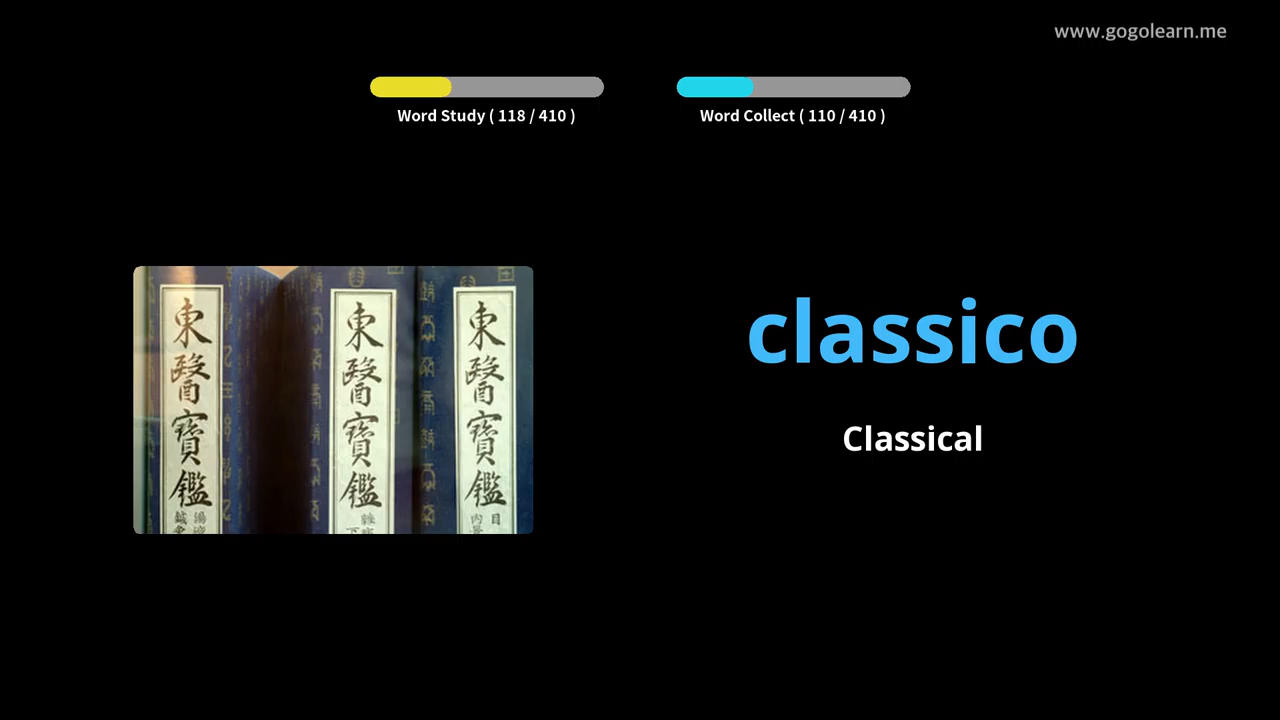 www.gogolearn.me
Word Study ( 118 / 410 )
Word Collect ( 110 / 410 )
東醫寶鑑
東醫寶鑑
東醫寶鑑
classico
Classical